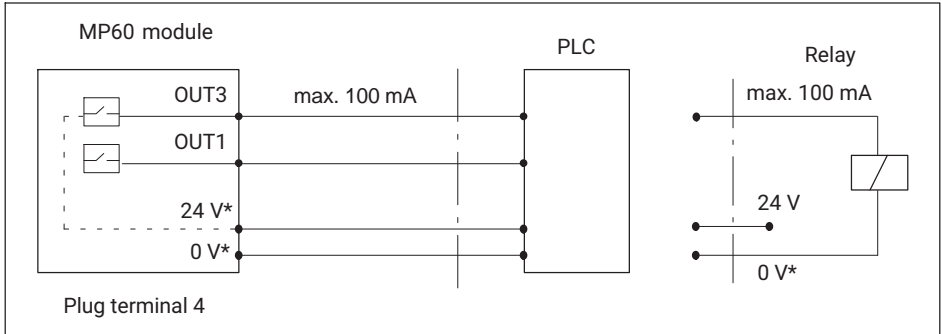 MP60 module
PLC
Relay
OUT3
max. 100 mA
max. 100 mA
OUT1
24 V*
24 V
0 V*
0 V*
Plug terminal 4